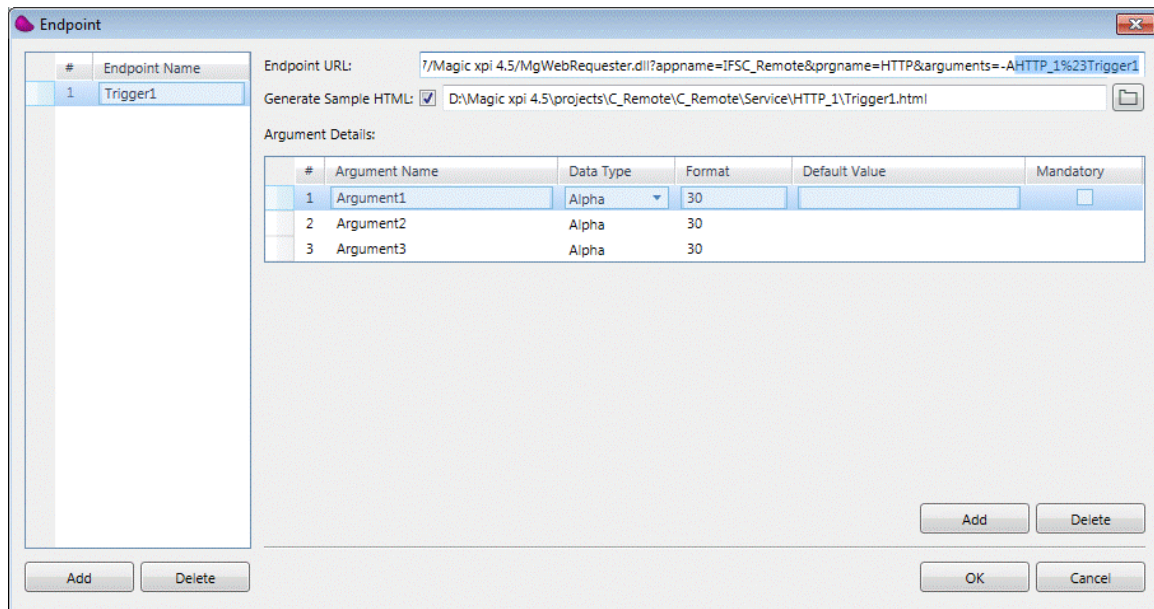 Endpoint
# Endpoint Name
1 Trigger1
Endpoint URL: 7/Magic xpi 4.5/MgWebRequester.dll?appname=IFSC_Remote&prgname=HTTP&arguments=-AHTTP_1%23Trigger1
Generate Sample HTML: D:\Magic xpi 4.5\projects\C_Remote\C_Remote\Service\HTTP_1\Trigger1.html
Argument Details:
# Argument Name Data Type Format Default Value Mandatory
1 Argument1 Alpha 30
2 Argument2 Alpha 30
3 Argument3 Alpha 30
Add Delete
Add Delete OK Cancel